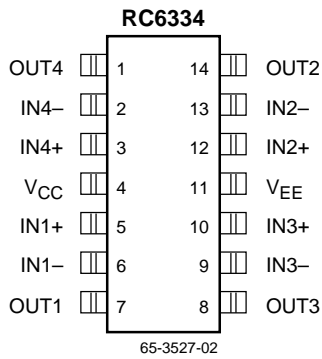 RC6334
OUT4 1 14 OUT2
IN4– 2 13 IN2–
IN4+ 3 12 IN2+
VCC 4 11 VEE
IN1+ 5 10 IN3+
IN1– 6 9 IN3–
OUT1 7 8 OUT3
65-3527-02